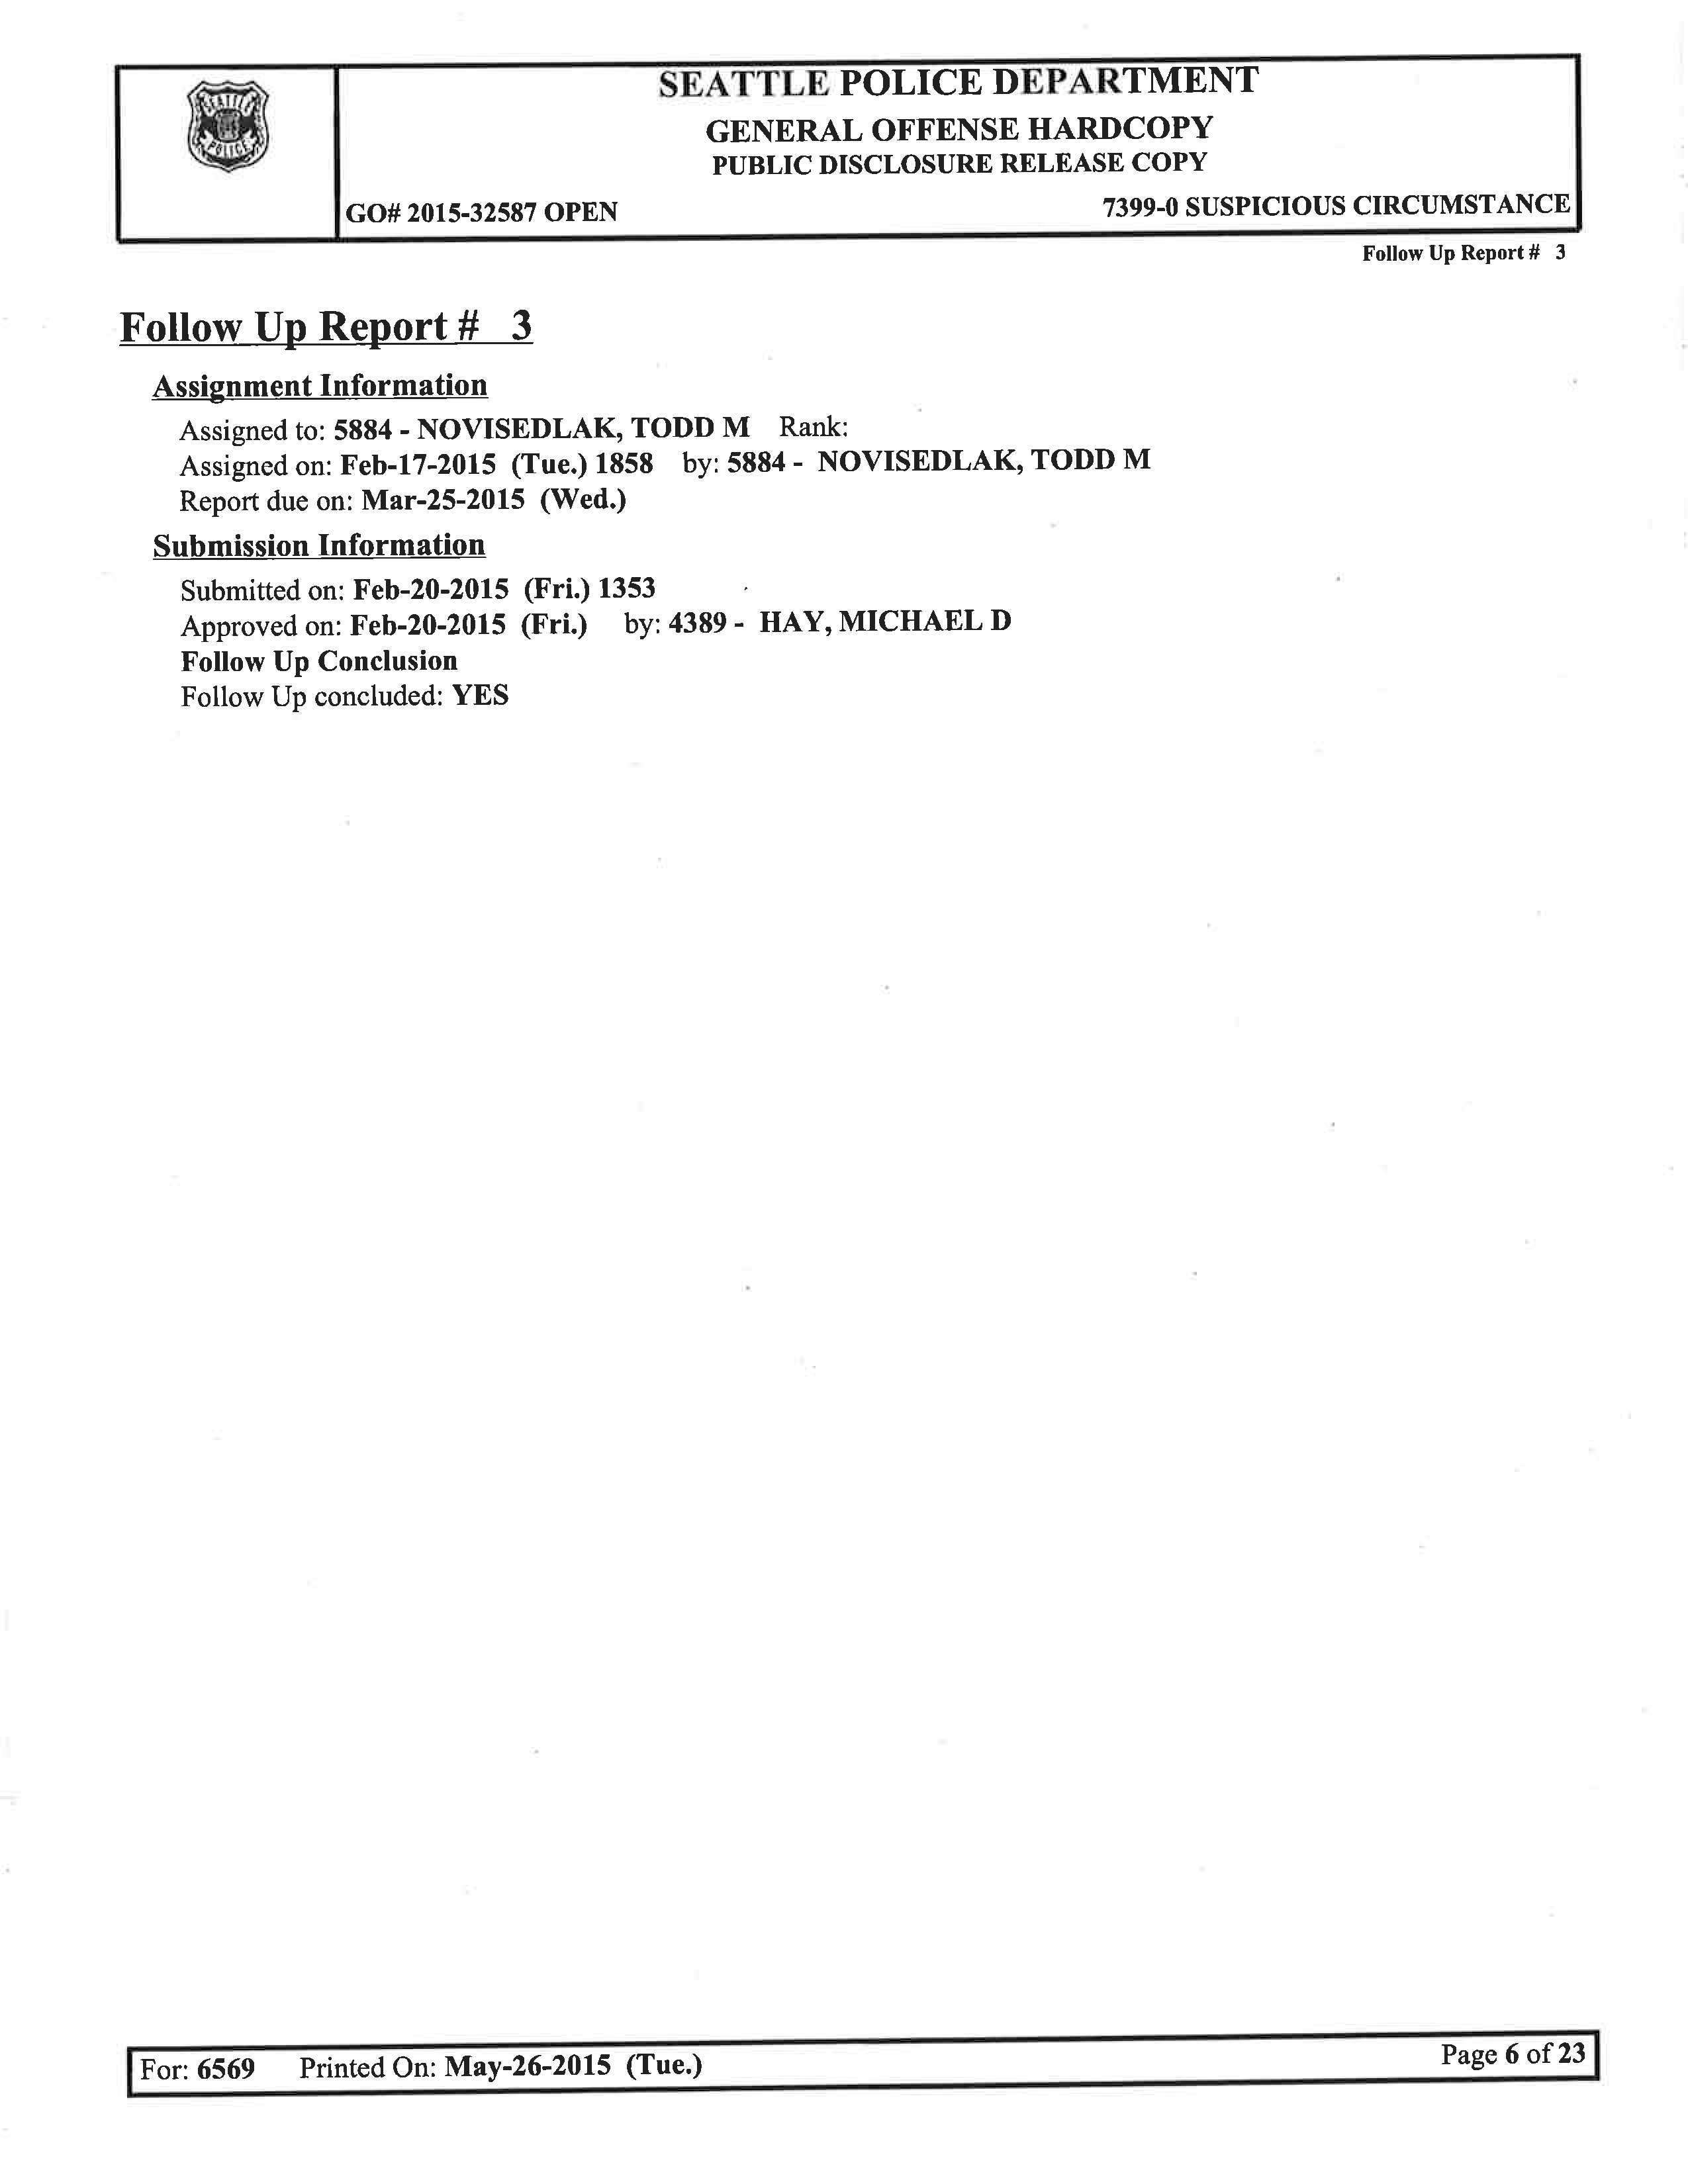 SEATTLE POLICE
SEATTLE POLICE DEPARTMENT
GENERAL OFFENSE HARDCOPY
PUBLIC DISCLOSURE RELEASE COPY
GO# 2015-32587 OPEN 7399-0 SUSPICIOUS CIRCUMSTANCE
Follow Up Report # 3
Follow Up Report # 3
Assignment Information
Assigned to: 5884 - NOVISEDLAK, TODD M Rank:
Assigned on: Feb-17-2015 (Tue.) 1858 by: 5884 - NOVISEDLAK, TODD M
Report due on: Mar-25-2015 (Wed.)
Submission Information
Submitted on: Feb-20-2015 (Fri.) 1353
Approved on: Feb-20-2015 (Fri.) by: 4389 - HAY, MICHAEL D
Follow Up Conclusion
Follow Up concluded: YES
For: 6569 Printed On: May-26-2015 (Tue.) Page 6 of 23